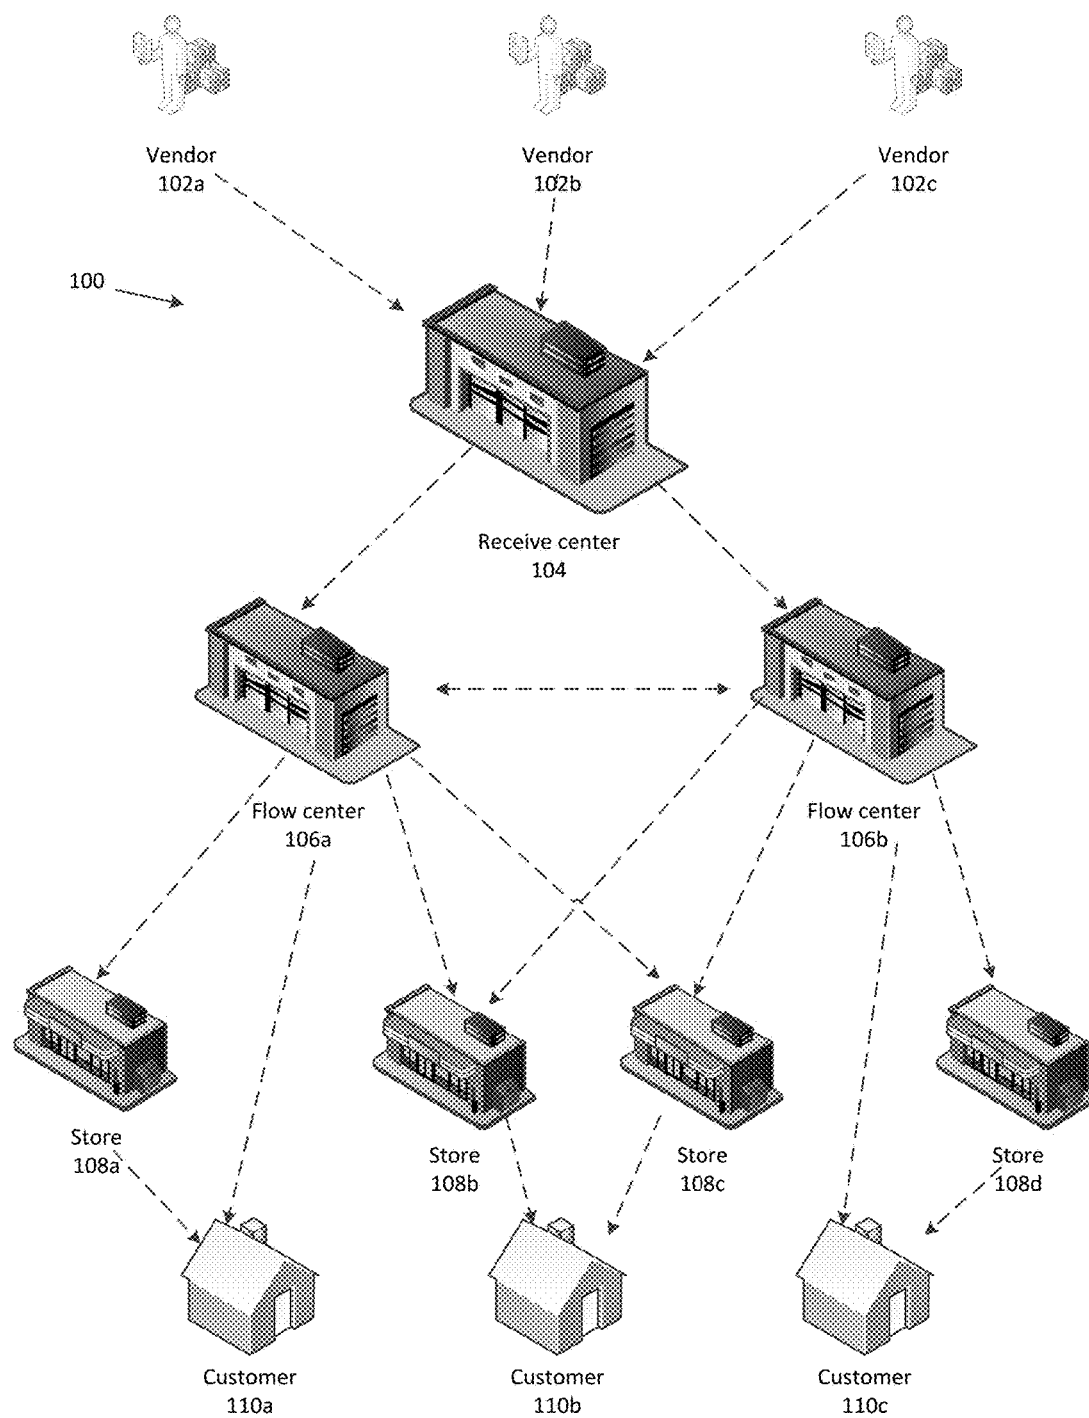 Vendor
102a
Vendor
102b
Vendor
102c
100
Receive center
104
Flow center
106a
Flow center
106b
Store
108a
Store
108b
Store
108c
Store
108d
Customer
110a
Customer
110b
Customer
110c